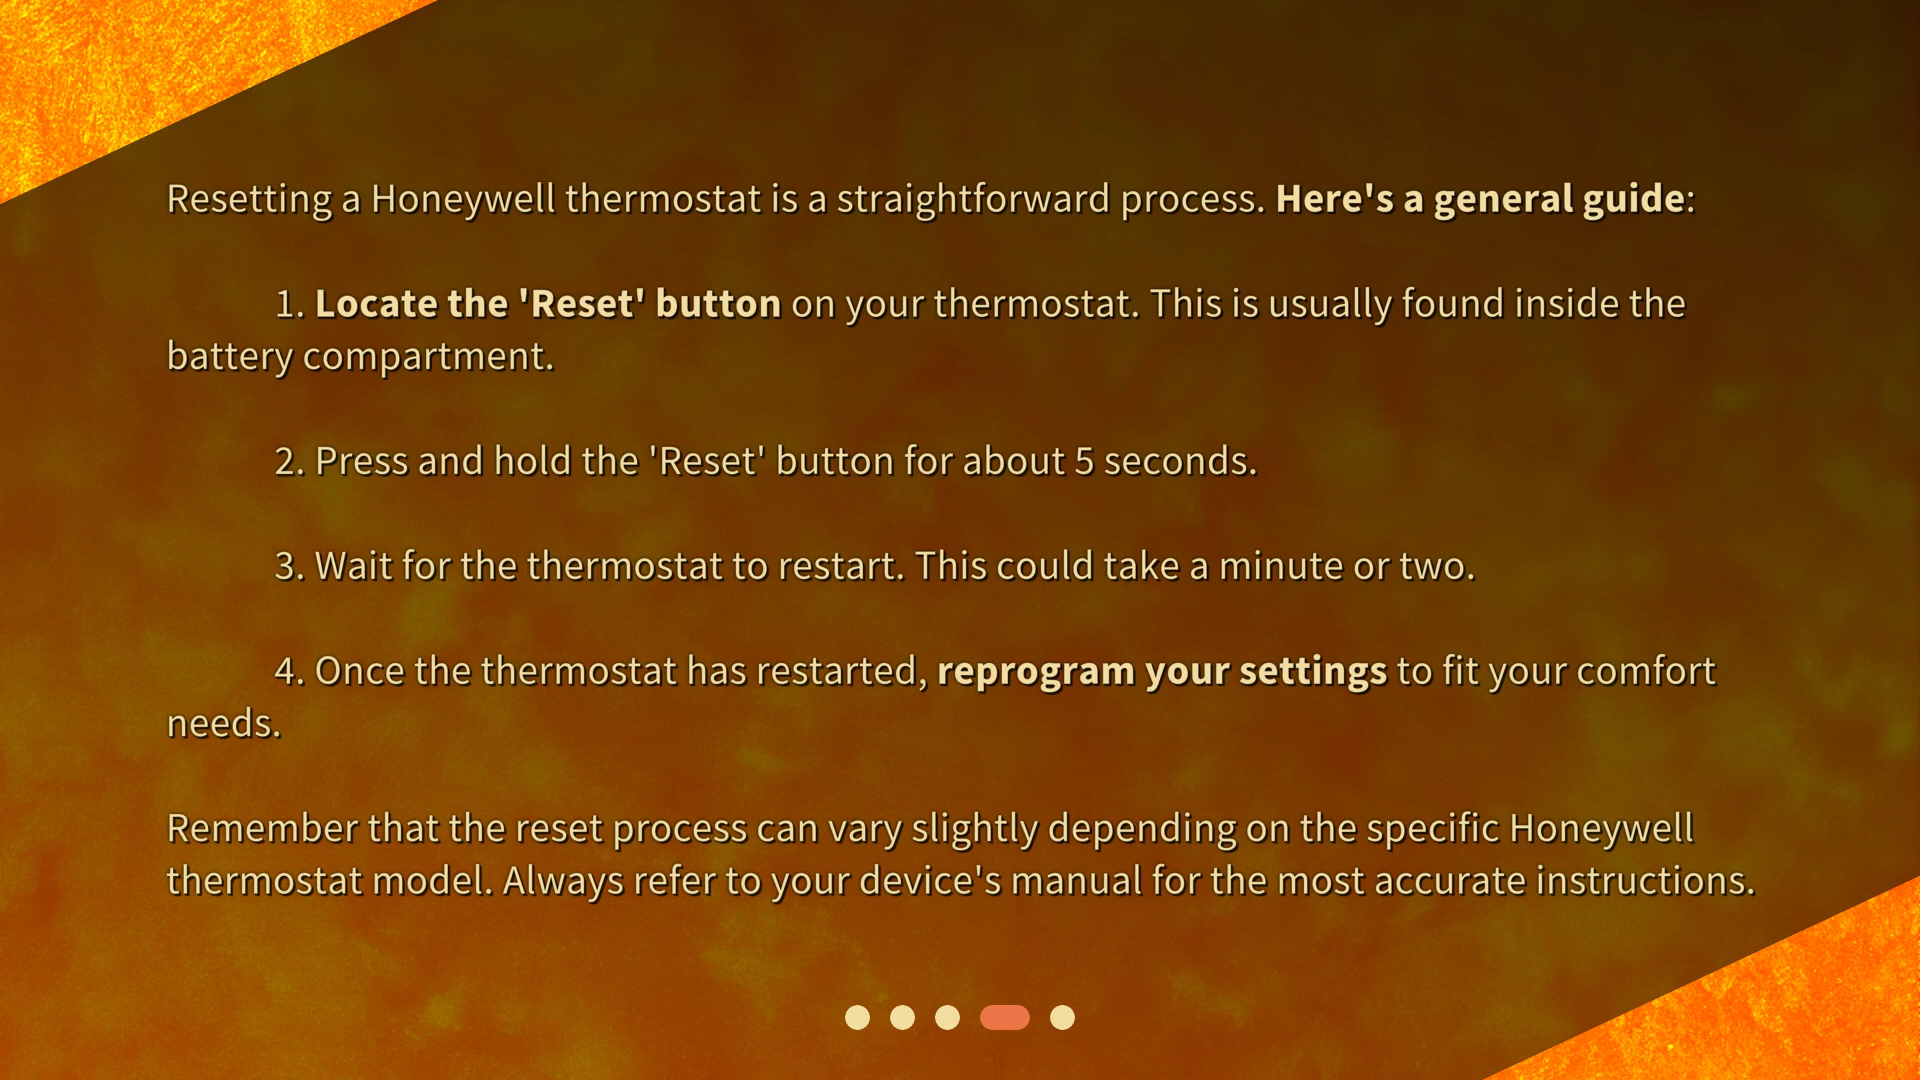 Resetting a Honeywell thermostat is a straightforward process. Here's a general guide:
1. Locate the 'Reset' button on your thermostat. This is usually found inside the
battery compartment.
2. Press and hold the 'Reset' button for about 5 seconds.
3. Wait for the thermostat to restart. This could take a minute or two.
4. Once the thermostat has restarted, reprogram your settings to fit your comfort
needs.
Remember that the reset process can vary slightly depending on the specific Honeywell
thermostat model. Always refer to your device's manual for the most accurate instructions.